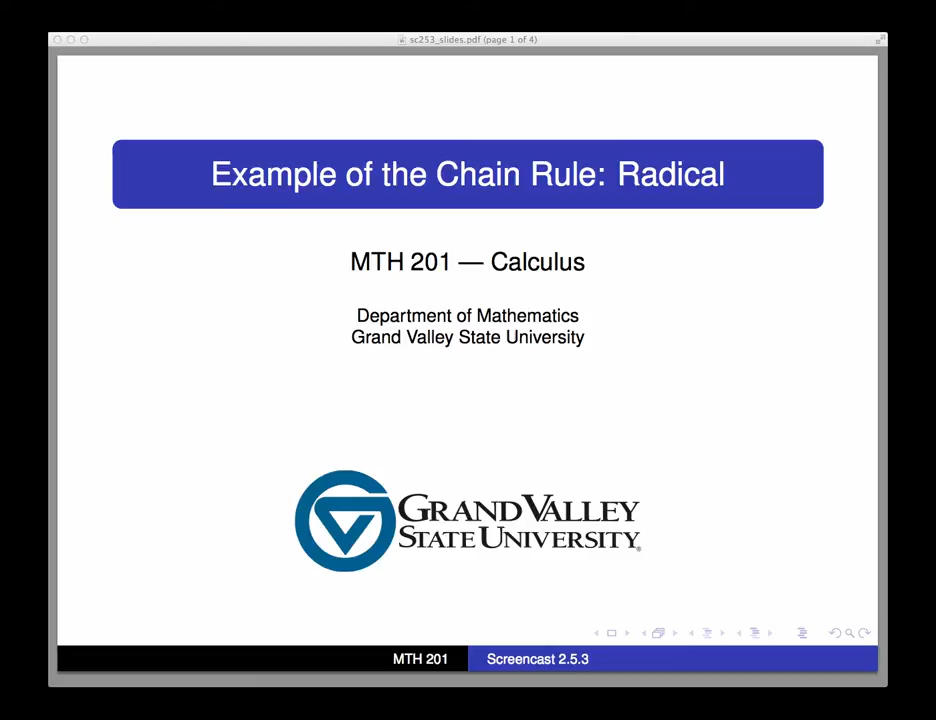 sc253_slides.pdf (page 1 of 4)
Example of the Chain Rule: Radical
MTH 201 — Calculus
Department of Mathematics
Grand Valley State University
GRAND VALLEY
STATE UNIVERSITY®
MTH 201 Screencast 2.5.3